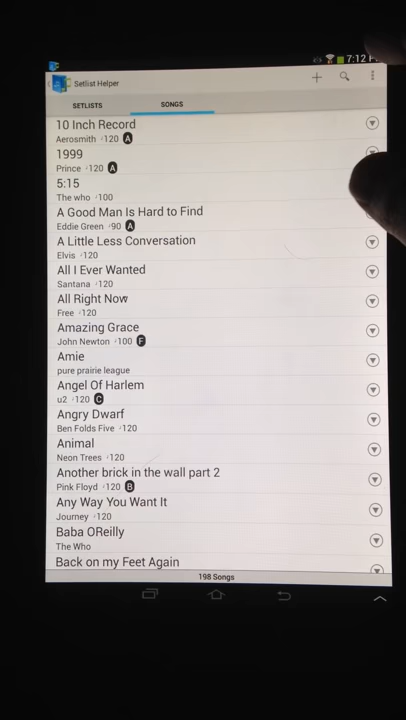 7:12
Setlist Helper
SETLISTS SONGS
10 Inch Record
Aerosmith ♪120 A
1999
Prince ♪120 A
5:15
The who ♪100
A Good Man Is Hard to Find
Eddie Green ♪90 A
A Little Less Conversation
Elvis ♪120
All I Ever Wanted
Santana ♪120
All Right Now
Free ♪120
Amazing Grace
John Newton ♪100 F
Amie
pure prairie league
Angel Of Harlem
u2 ♪120 C
Angry Dwarf
Ben Folds Five ♪120
Animal
Neon Trees ♪120
Another brick in the wall part 2
Pink Floyd ♪120 B
Any Way You Want It
Journey ♪120
Baba OReilly
The Who
Back on my Feet Again
198 Songs